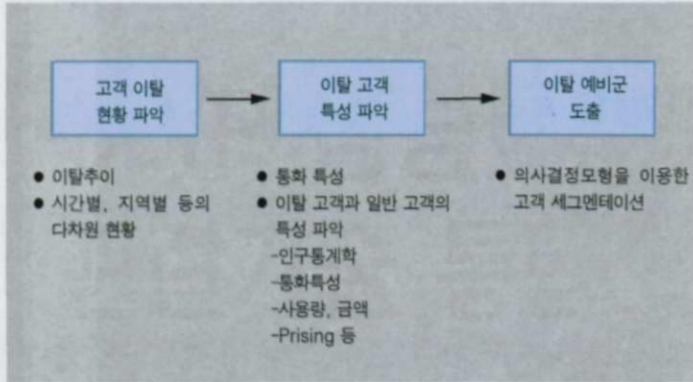 고객 이탈
현황 파악
이탈 고객
특성 파악
이탈 예비군
도출
● 이탈추이
● 시간별, 지역별 등의
다차원 현황
● 통화 특성
● 이탈 고객과 일반 고객의
특성 파악
-인구통계학
-통화특성
-사용량, 금액
-Prising 등
● 의사결정모형을 이용한
고객 세그멘테이션